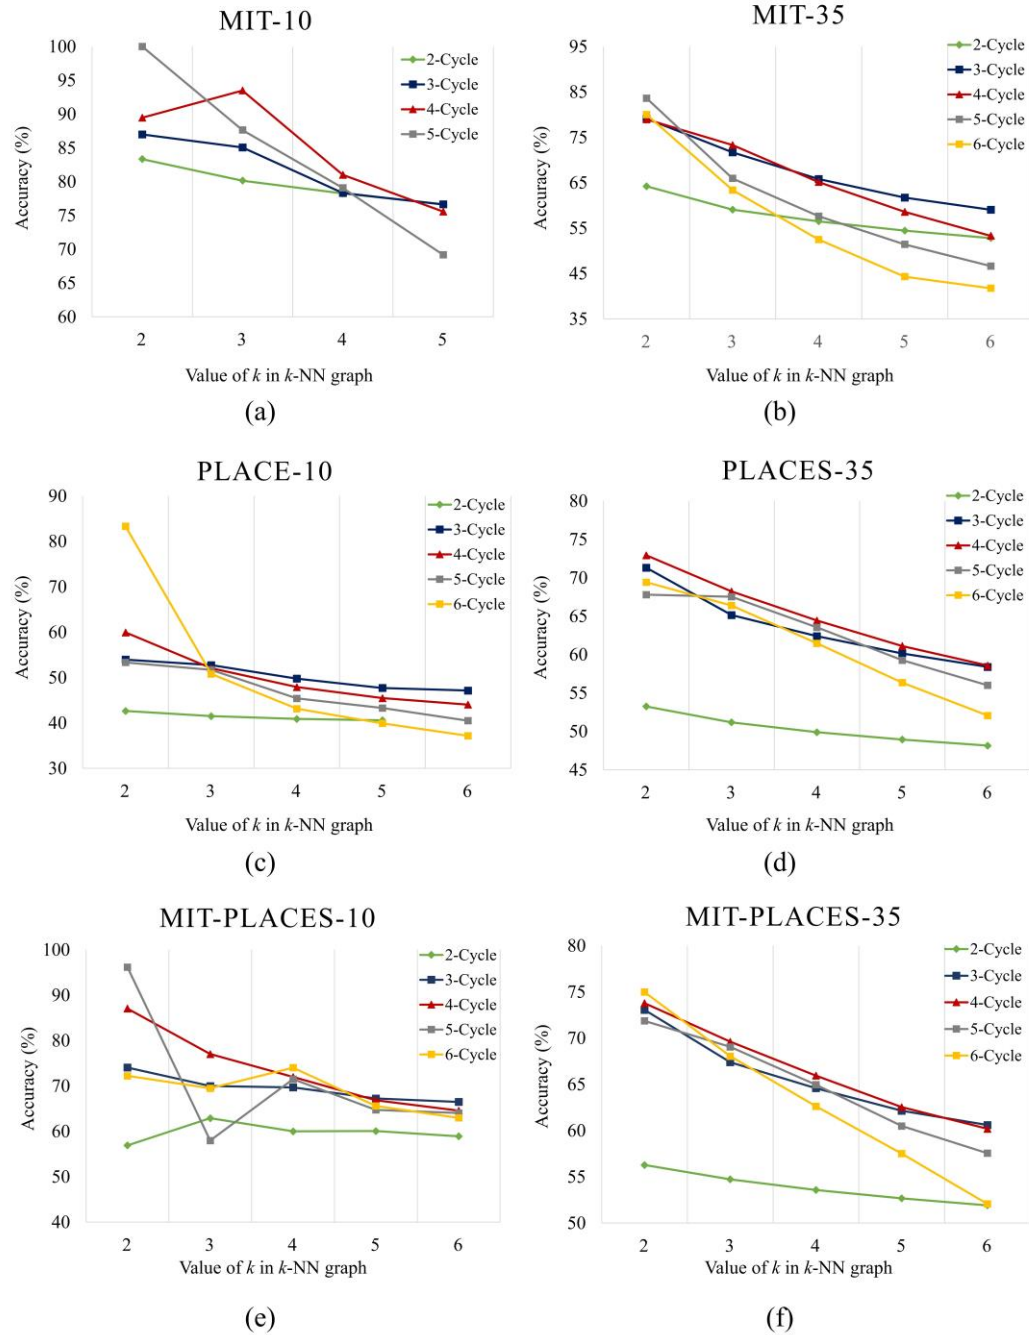 MIT-10
100
95
90
85
80
75
70
65
60
Accuracy (%)
2-Cycle
3-Cycle
4-Cycle
5-Cycle
2 3 4 5
Value of k in k-NN graph
(a)
MIT-35
95
85
75
65
55
45
35
Accuracy (%)
2-Cycle
3-Cycle
4-Cycle
5-Cycle
6-Cycle
2 3 4 5 6
Value of k in k-NN graph
(b)
PLACE-10
90
80
70
60
50
40
30
Accuracy (%)
2-Cycle
3-Cycle
4-Cycle
5-Cycle
6-Cycle
2 3 4 5 6
Value of k in k-NN graph
(c)
PLACES-35
80
75
70
65
60
55
50
45
Accuracy (%)
2-Cycle
3-Cycle
4-Cycle
5-Cycle
6-Cycle
2 3 4 5 6
Value of k in k-NN graph
(d)
MIT-PLACES-10
100
90
80
70
60
50
40
Accuracy (%)
2-Cycle
3-Cycle
4-Cycle
5-Cycle
6-Cycle
2 3 4 5 6
Value of k in k-NN graph
(e)
MIT-PLACES-35
80
75
70
65
60
55
50
Accuracy (%)
2-Cycle
3-Cycle
4-Cycle
5-Cycle
6-Cycle
2 3 4 5 6
Value of k in k-NN graph
(f)